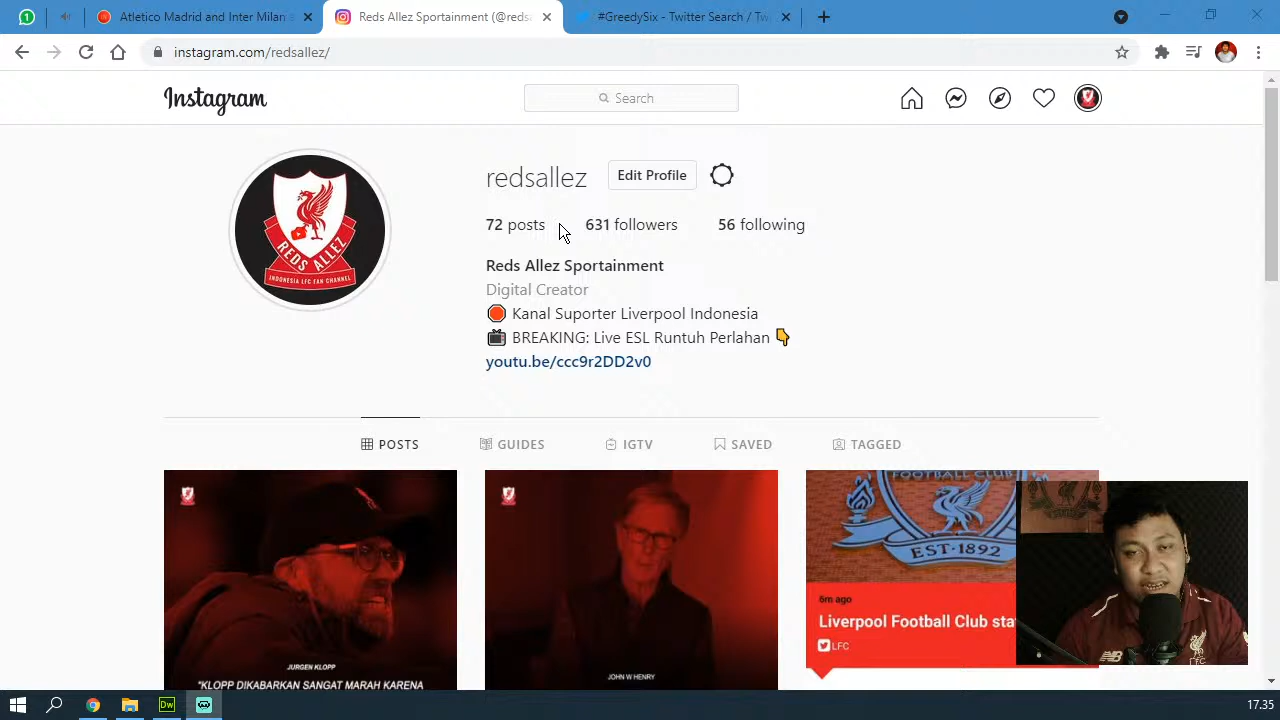 Atletico Madrid and Inter Milan
Reds Allez Sportainment (@reds
#GreedySix - Twitter Search / Tw
instagram.com/redsallez/
Instagram
Search
redsallez
Edit Profile
72 posts
631 followers
56 following
Reds Allez Sportainment
Digital Creator
Kanal Suporter Liverpool Indonesia
BREAKING: Live ESL Runtuh Perlahan
youtu.be/ccc9r2DD2v0
REDS ALLEZ
INDONESIA LFC FAN CHANNEL
POSTS
GUIDES
IGTV
SAVED
TAGGED
JURGEN KLOPP
"KLOPP DIKABARKAN SANGAT MARAH KARENA
JOHN W HENRY
FOOTBALL CLUB
EST·1892
6m ago
Liverpool Football Club sta
LFC
Dw
17.35